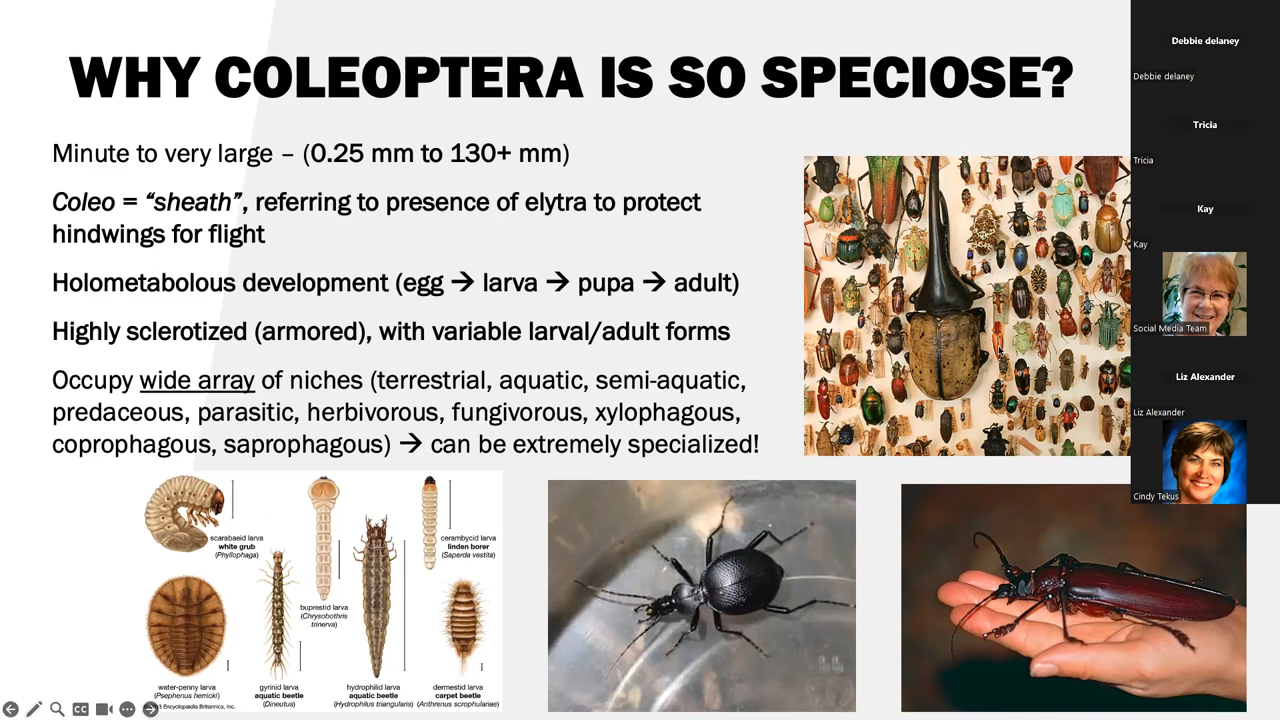 WHY COLEOPTERA IS SO SPECIOSE?
Minute to very large – (0.25 mm to 130+ mm)
Coleo = “sheath”, referring to presence of elytra to protect
hindwings for flight
Holometabolous development (egg → larva → pupa → adult)
Highly sclerotized (armored), with variable larval/adult forms
Occupy wide array of niches (terrestrial, aquatic, semi-aquatic,
predaceous, parasitic, herbivorous, fungivorous, xylophagous,
coprophagous, saprophagous) → can be extremely specialized!
scarabaeid larva
white grub
(Phyllophaga)
buprestid larva
(Chrysobothris
trinerva)
cerambycid larva
linden borer
(Saperda vestita)
water-penny larva
(Psephenus herricki)
gyrinid larva
aquatic beetle
(Dineutus)
hydrophilid larva
aquatic beetle
(Hydrophilus triangularis)
dermestid larva
carpet beetle
(Anthrenus scrophulariae)
Encyclopædia Britannica, Inc.
CC
Debbie delaney
Debbie delaney
Tricia
Tricia
Kay
Kay
Social Media Team
Liz Alexander
Liz Alexander
Cindy Tekus